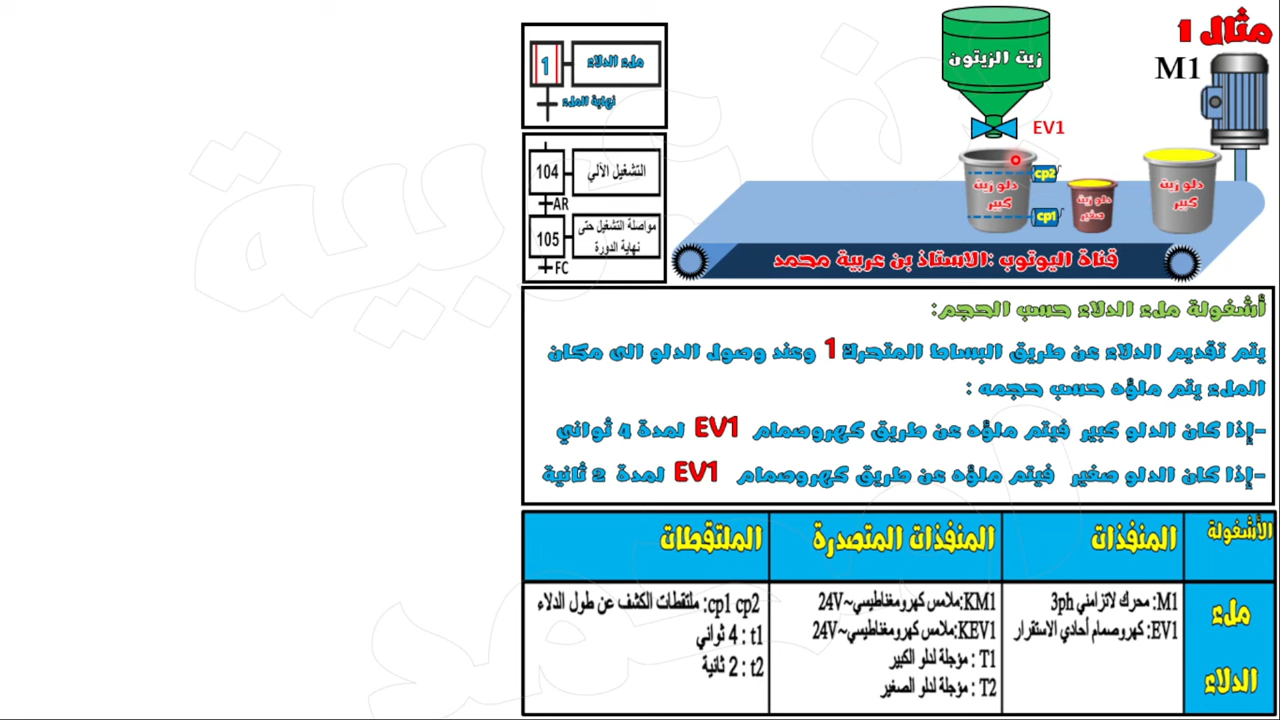 مثال 1
M1
زيت الزيتون
EV1
دلو زيت
كبير
cp2
cp1
دلو زيت
صغير
دلو زيت
كبير
قناة اليوتوب :الاستاذ بن عربية محمد
1
ملء الدلاء
نهاية الملء
104
التشغيل الآلي
AR
105
مواصلة التشغيل حتى
نهاية الدورة
FC
أشغولة ملء الدلاء حسب الحجم:
يتم تقديم الدلاء عن طريق البساط المتحرك 1 وعند وصول الدلو الى مكان
الملء يتم ملؤه حسب حجمه :
-إذا كان الدلو كبير فيتم ملؤه عن طريق كهروصمام EV1 لمدة 4 ثواني
-إذا كان الدلو صغير فيتم ملؤه عن طريق كهروصمام EV1 لمدة 2 ثانية
الأشغولة
المنفذات
المنفذات المتصدرة
الملتقطات
ملء
الدلاء
M1: محرك لاتزامني 3ph
EV1: كهروصمام أحادي الاستقرار
KM1:ملامس كهرومغناطيسي~24V
KEV1:ملامس كهرومغناطيسي~24V
T1 : مؤجلة لدلو الكبير
T2 : مؤجلة لدلو الصغير
cp1 cp2: ملتقطات الكشف عن طول الدلاء
t1 : 4 ثواني
t2 : 2 ثانية